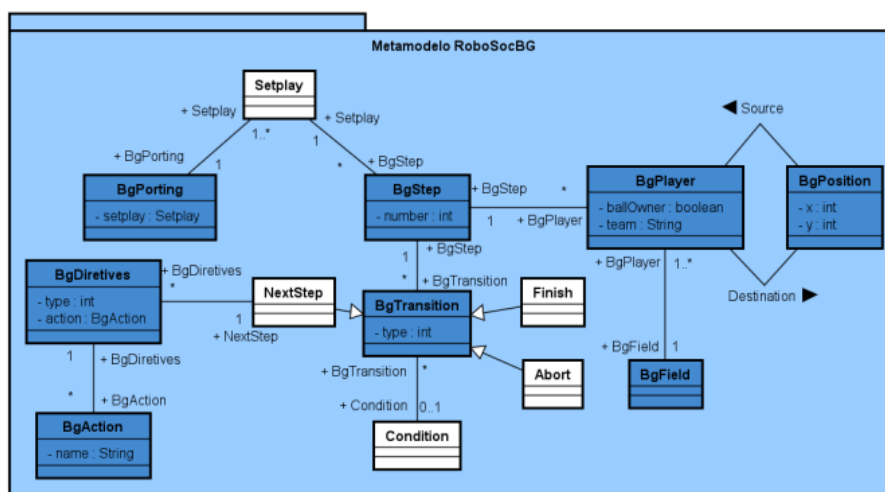 Metamodelo RoboSocBG
Setplay
+ Setplay
+ Setplay
1..*
1
+ BgPorting
1
*
+ BgStep
BgPorting
- setplay : Setplay
BgStep
- number : int
+ BgStep
*
1
+ BgPlayer
◄ Source
BgPlayer
- ballOwner : boolean
- team : String
BgPosition
- x : int
- y : int
+ BgPlayer
1..*
Destination ►
1
+ BgStep
*
+ BgTransition
BgDiretives
- type : int
- action : BgAction
+ BgDiretives
*
1
+ NextStep
NextStep
BgTransition
- type : int
Finish
Abort
+ BgField
1
BgField
1
+ BgDiretives
*
+ BgAction
BgAction
- name : String
+ BgTransition
*
+ Condition
0..1
Condition